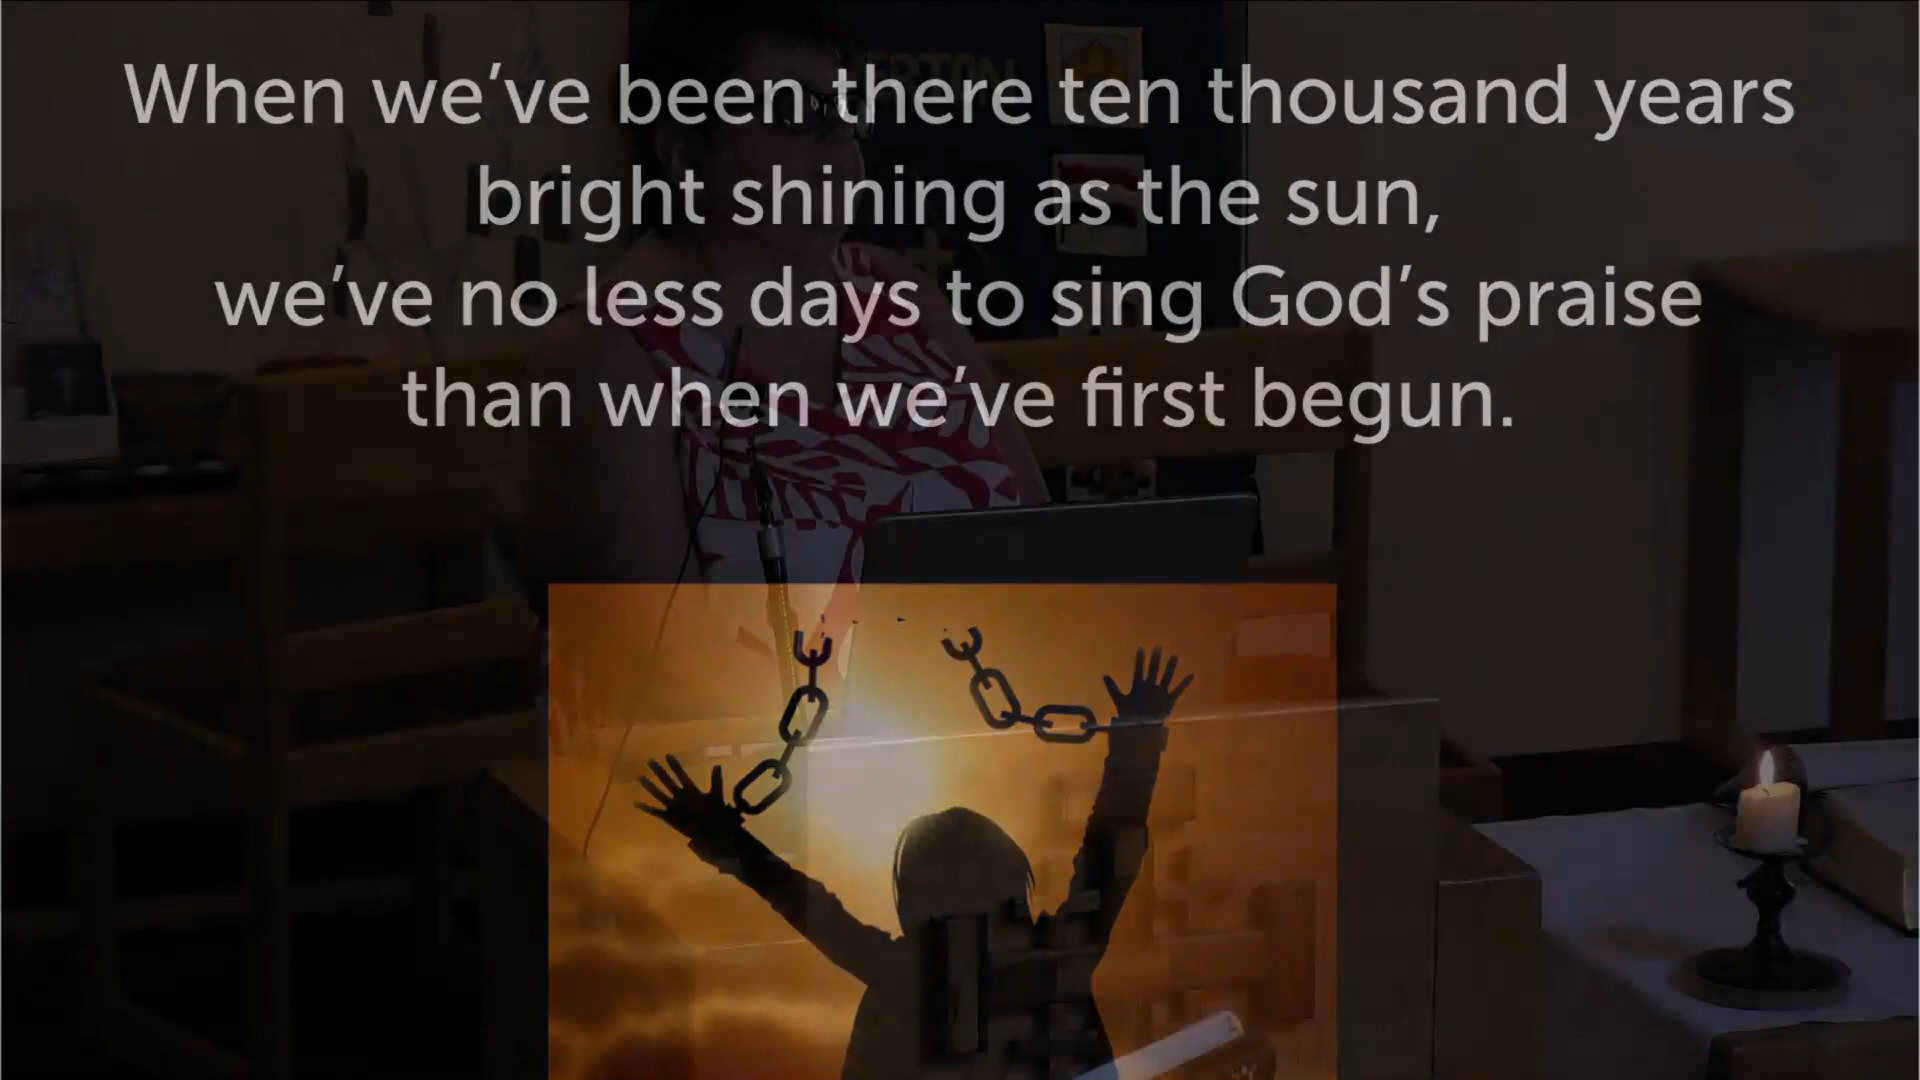 When we’ve been there ten thousand years
bright shining as the sun,
we’ve no less days to sing God’s praise
than when we’ve first begun.